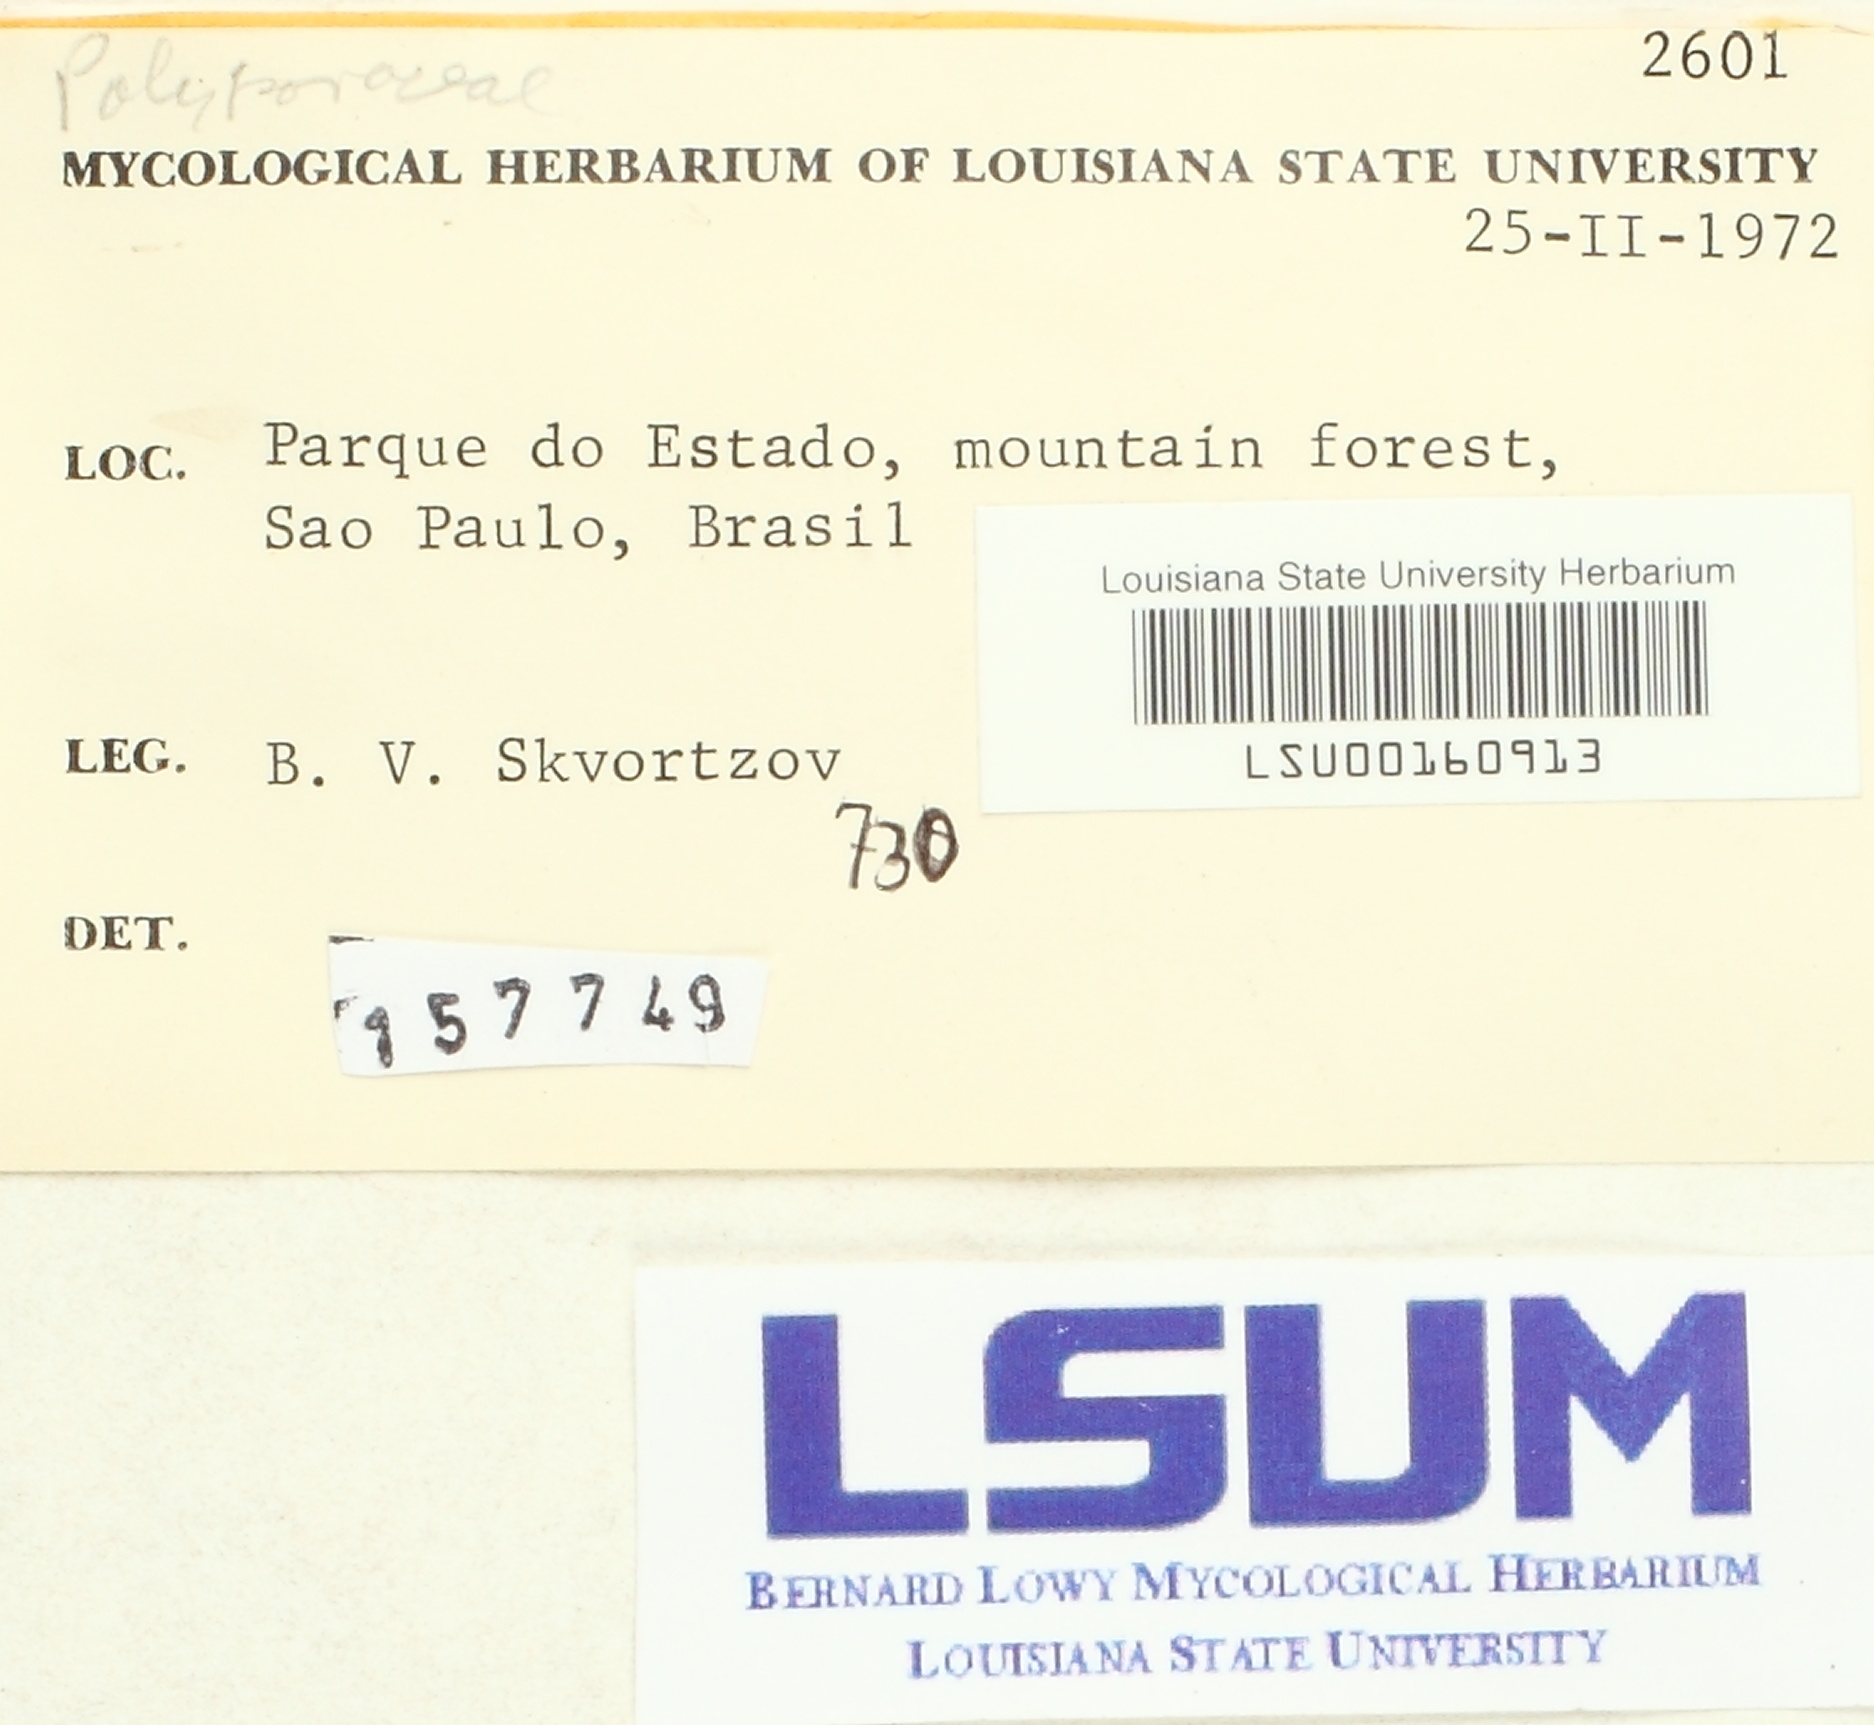 Polyporaceae
2601
MYCOLOGICAL HERBARIUM OF LOUISIANA STATE UNIVERSITY
25-II-1972
LOC. Parque do Estado, mountain forest,
Sao Paulo, Brasil
Louisiana State University Herbarium
LSU00160913
LEG. B. V. Skvortzov
730
DET.
157749
LSUM
BERNARD LOWY MYCOLOGICAL HERBARIUM
LOUISIANA STATE UNIVERSITY